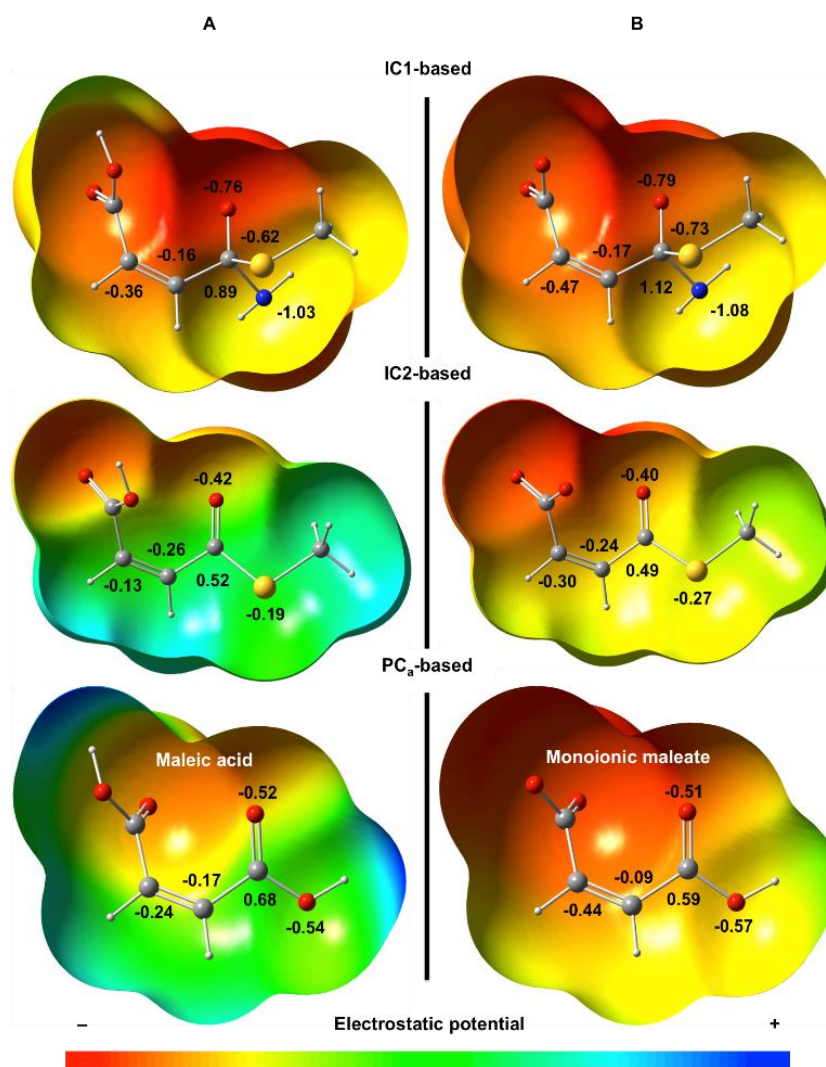 A B
IC1-based
-0.76 -0.79
-0.62 -0.73
-0.16 -0.17
-0.36 0.89 -0.47 1.12
-1.03 -1.08
IC2-based
-0.42 -0.40
-0.26 -0.24
-0.13 0.52 -0.30 0.49
-0.19 -0.27
PCa-based
Maleic acid Monoionic maleate
-0.52 -0.51
-0.17 -0.09
-0.24 0.68 -0.44 0.59
-0.54 -0.57
– Electrostatic potential +